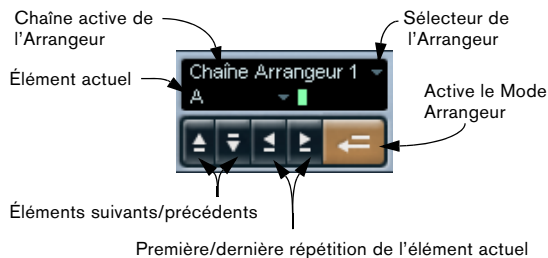 Chaîne active de
l'Arrangeur
Sélecteur de
l'Arrangeur
Élément actuel
Chaîne Arrangeur 1
A
Active le Mode
Arrangeur
Éléments suivants/précédents
Première/dernière répétition de l'élément actuel